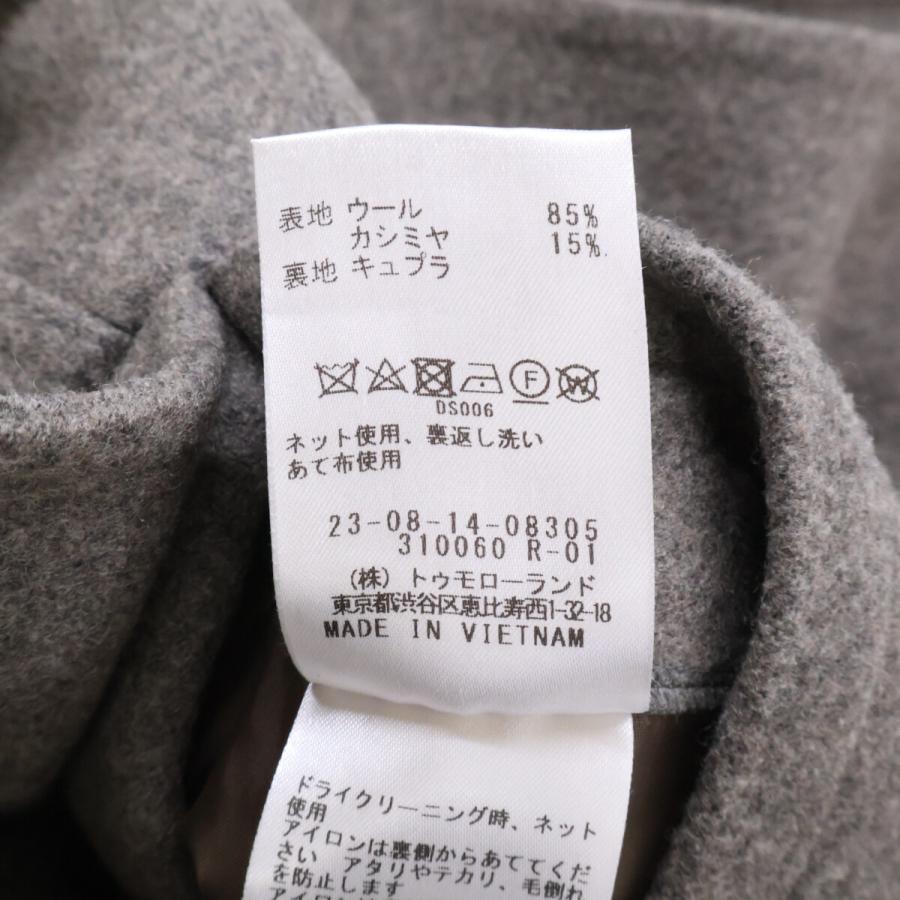 表地 ウール 85%
カシミヤ 15%
裏地 キュプラ
F W
DS006
ネット使用、裏返し洗い
あて布使用
23-08-14-08305
310060 R-01
(株) トゥモローランド
東京都渋谷区恵比寿西1-32-18
MADE IN VIETNAM
ドライクリーニング時、ネット
使用
アイロンは裏側からあててくだ
さい アタリやテカリ、毛倒れ
を防止します